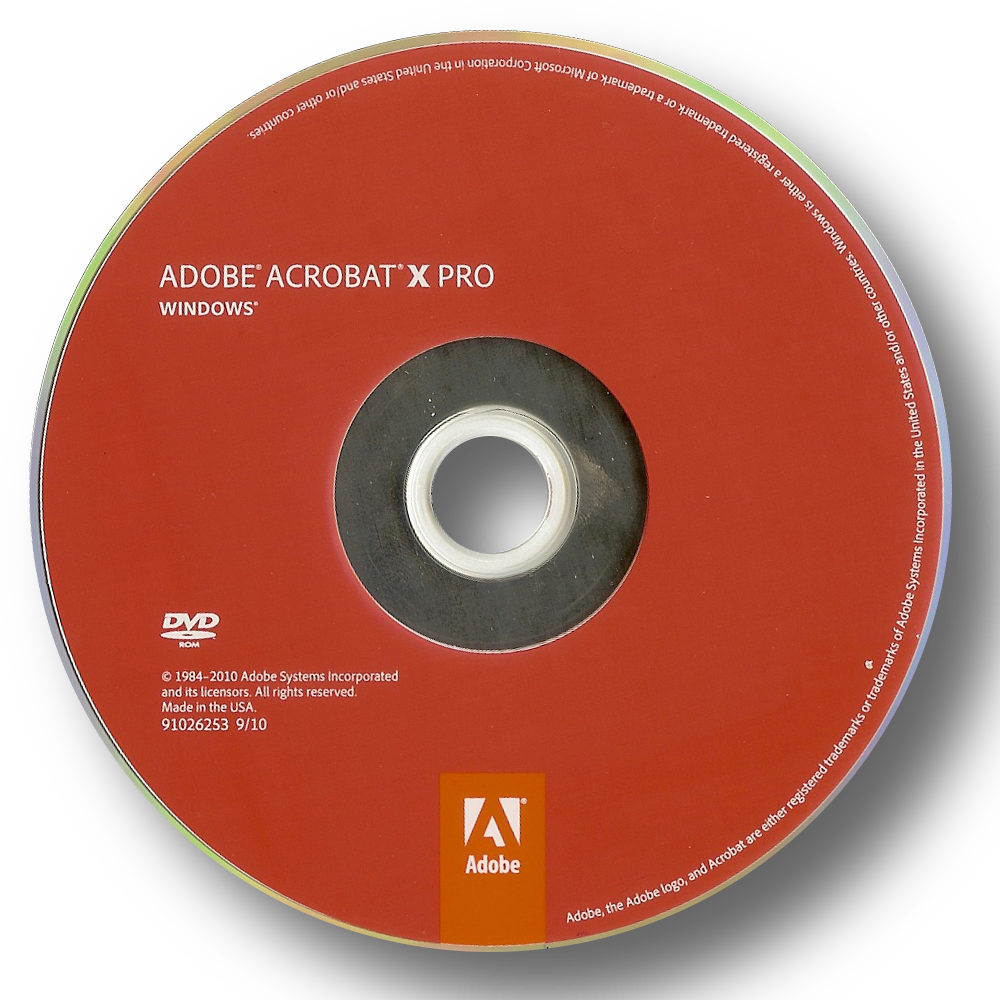 ADOBE® ACROBAT® X PRO
WINDOWS®
DVD
ROM
© 1984–2010 Adobe Systems Incorporated
and its licensors. All rights reserved.
Made in the USA.
91026253 9/10
Adobe
Adobe, the Adobe logo, and Acrobat are either registered trademarks or trademarks of Adobe Systems Incorporated in the United States and/or other countries. Windows is either a registered trademark or a trademark of Microsoft Corporation in the United States and/or other countries.